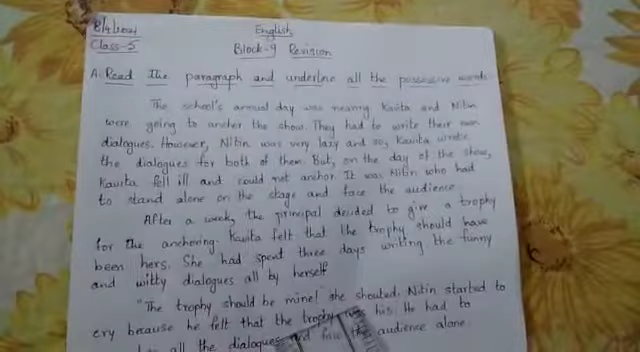 8/4/2021 English
Class-5 Block-4 Revision
A. Read the paragraph and underline all the possessive words.
The school's annual day was nearing. Kavita and Nitin
were going to ancher the show. They had to write their own
dialogues. However, Nitin was very lazy and so, Kavita wrote
the dialogues for both of them. But, on the day of the show,
Kavita fell ill and could not anchor. It was Nitin who had
to stand alone on the stage and face the audience.
After a week, the principal decided to give a trophy
for the anchering. Kavita felt that the trophy should have
been hers. She had spent three days writing the funny
and witty dialogues all by herself
"The trophy should be mine!" she shouted. Nitin started to
cry because he felt that the trophy was his. He had to
all the dialogues and face the audience alone.